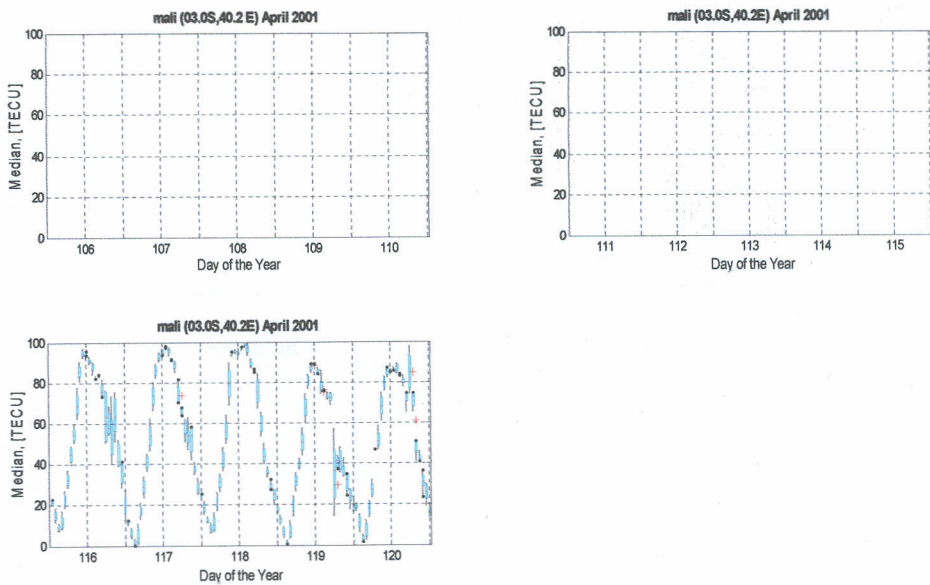 mali (03.0S,40.2 E) April 2001
Median, [TECU]
100
80
60
40
20
0
106 107 108 109 110
Day of the Year
mali (03.0S,40.2E) April 2001
Median, [TECU]
100
80
60
40
20
0
111 112 113 114 115
Day of the Year
mali (03.0S,40.2E) April 2001
Median, [TECU]
100
80
60
40
20
0
116 117 118 119 120
Day of the Year